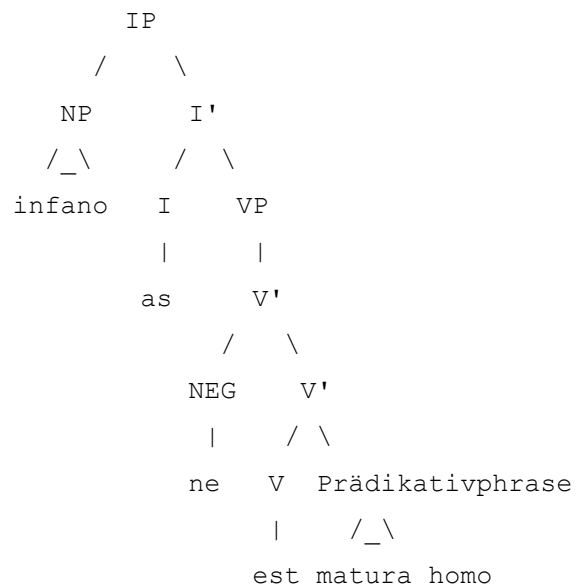 IP
/ \
NP I'
/_\ / \
infano I VP
| |
as V'
/ \
NEG V'
| / \
ne V Prädikativphrase
| /_\
est matura homo